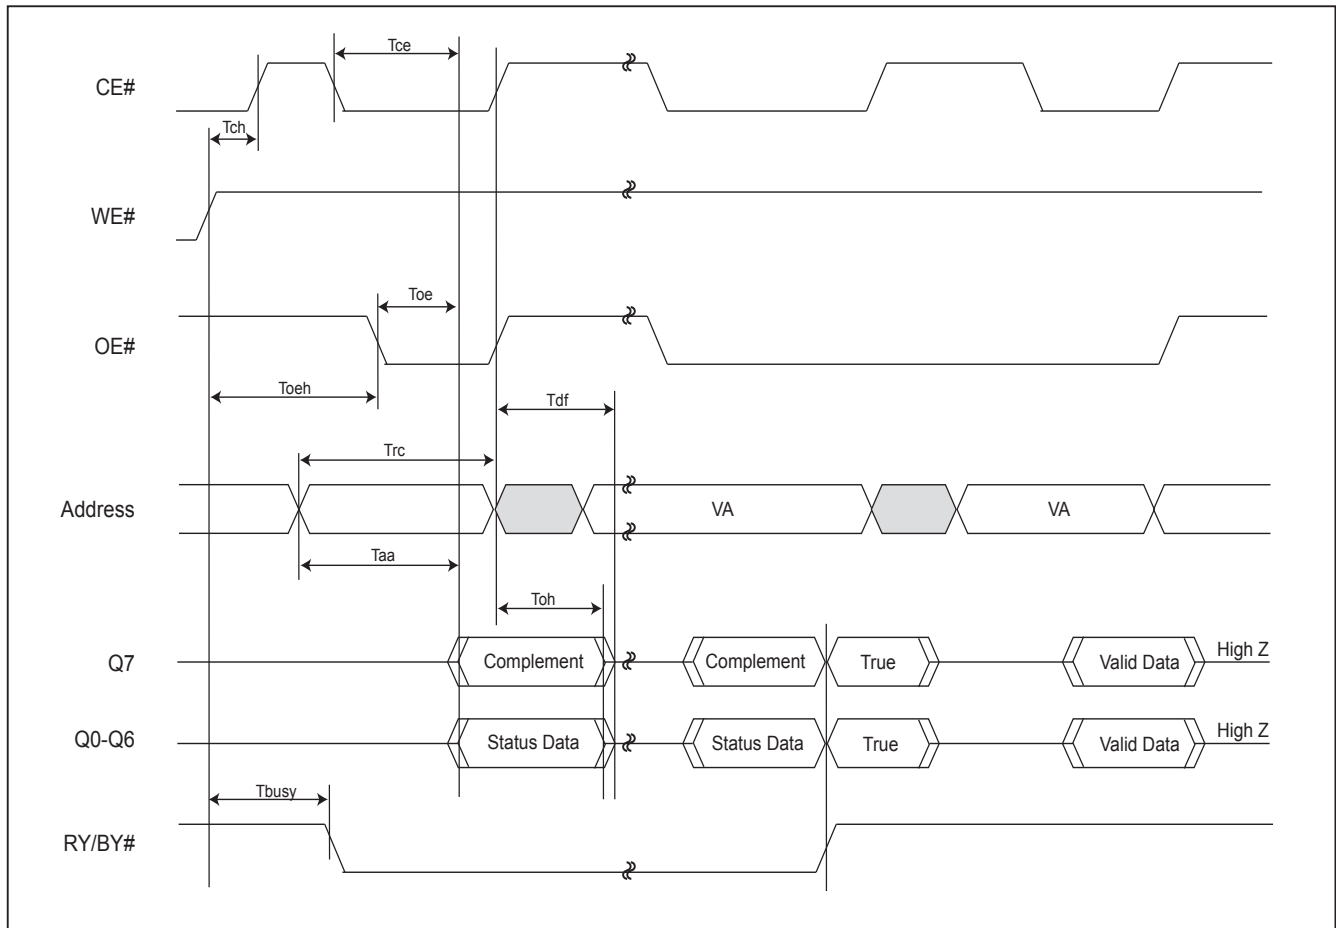 Tce
CE#
Tch
WE#
Toe
OE#
Toeh
Tdf
Trc
Address
VA
VA
Taa
Toh
Q7
Complement
Complement
True
Valid Data
High Z
Q0-Q6
Status Data
Status Data
True
Valid Data
High Z
Tbusy
RY/BY#